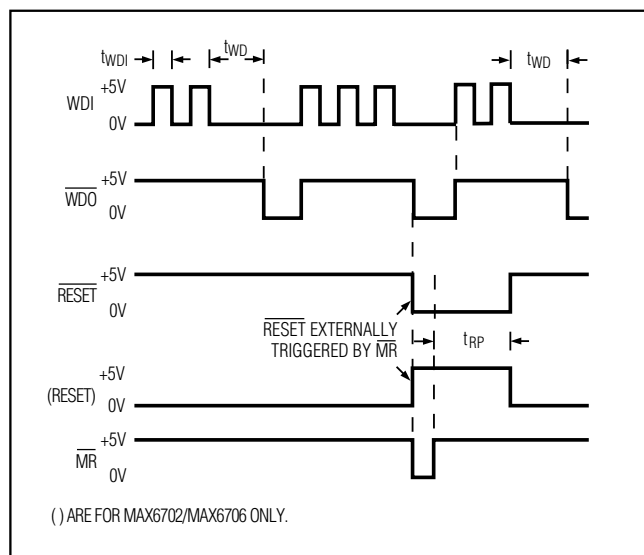 tWDI
tWD
tWD
+5V
WDI
0V
+5V
WDO
0V
+5V
RESET
0V
RESET EXTERNALLY
TRIGGERED BY MR
tRP
+5V
(RESET)
0V
+5V
MR
0V
( ) ARE FOR MAX6702/MAX6706 ONLY.